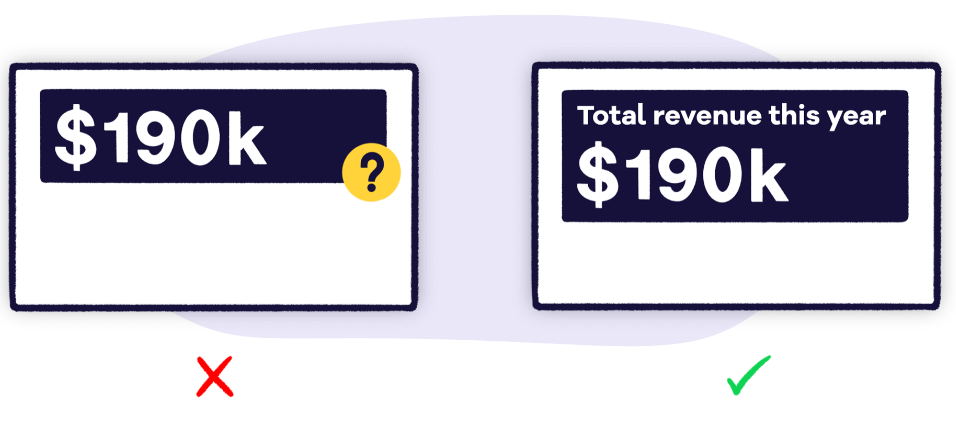 $190k
?
Total revenue this year
$190k